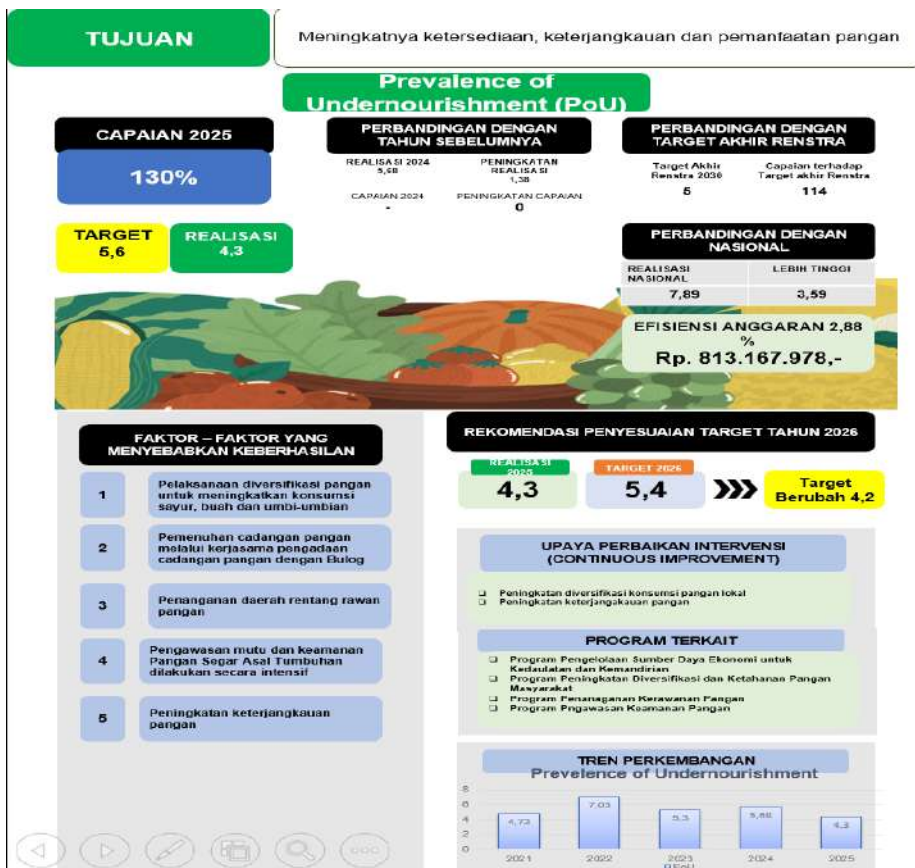 TUJUAN
Meningkatnya ketersediaan, keterjangkauan dan pemanfaatan pangan
Prevalence of
Undernourishment (PoU)
CAPAIAN 2025
130%
TARGET
5,6
REALISASI
4,3
PERBANDINGAN DENGAN
TAHUN SEBELUMNYA
REALISASI 2024
5,68
PENINGKATAN
REALISASI
1,38
CAPAIAN 2024
-
PENINGKATAN CAPAIAN
0
PERBANDINGAN DENGAN
TARGET AKHIR RENSTRA
Target Akhir
Renstra 2030
5
Capaian terhadap
Target akhir Renstra
114
PERBANDINGAN DENGAN
NASIONAL
REALISASI
NASIONAL
LEBIH TINGGI
7,89
3,59
EFISIENSI ANGGARAN 2,88
%
Rp. 813.167.978,-
FAKTOR – FAKTOR YANG
MENYEBABKAN KEBERHASILAN
1
Pelaksanaan diversifikasi pangan
untuk meningkatkan konsumsi
sayur, buah dan umbi-umbian
2
Pemenuhan cadangan pangan
melalui kerjasama pengadaan
cadangan pangan dengan Bulog
3
Penanganan daerah rentang rawan
pangan
4
Pengawasan mutu dan keamanan
Pangan Segar Asal Tumbuhan
dilakukan secara intensif
5
Peningkatan keterjangkauan
pangan
REKOMENDASI PENYESUAIAN TARGET TAHUN 2026
REALISASI
2025
4,3
TARGET 2026
5,4
Target
Berubah 4,2
UPAYA PERBAIKAN INTERVENSI
(CONTINUOUS IMPROVEMENT)
Peningkatan diversifikasi konsumsi pangan lokal
Peningkatan keterjangakauan pangan
PROGRAM TERKAIT
Program Pengelolaan Sumber Daya Ekonomi untuk
Kedaulatan dan Kemandirian
Program Peningkatan Diversifikasi dan Ketahanan Pangan
Masyarakat
Program Penanaganan Kerawanan Pangan
Program Pngawasan Keamanan Pangan
TREN PERKEMBANGAN
Prevelence of Undernourishment
8
6
4
2
0
4,73
7,03
5,3
5,68
4,3
2021
2022
2023
2024
2025